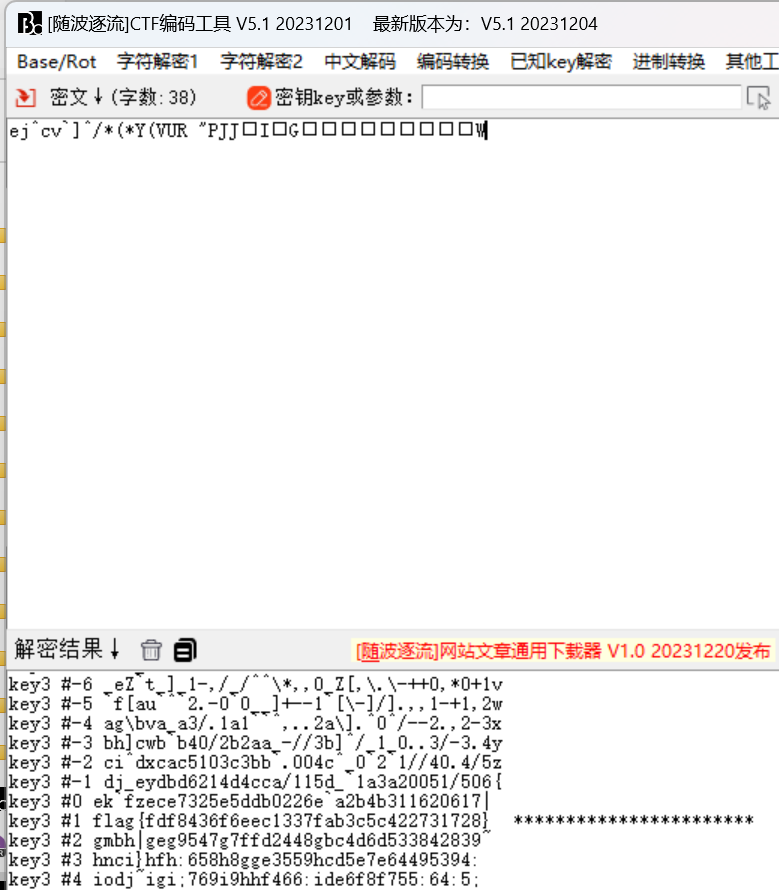 [随波逐流]CTF编码工具 V5.1 20231201 最新版本为：V5.1 20231204
Base/Rot 字符解密1 字符解密2 中文解码 编码转换 已知key解密 进制转换 其他工
密文↓(字数:38) 密钥key或参数:
ej^cv`]^/*(*Y(VUR "PJJ□I□G□□□□□□□□□W
解密结果↓ [随波逐流]网站文章通用下载器 V1.0 20231220发布
key3 #-6 _eZ`t_]_1-,/_/^^\*,,0_Z[,\.\-++0,*0+1v
key3 #-5 `f[au`^`2.-0`0__]+--1`[\-]/].,,1-+1,2w
key3 #-4 ag\bva_a3/.1a1``^,..2a\].^0^/--2.,2-3x
key3 #-3 bh]cwb`b40/2b2aa_-//3b]^/_1_0..3/-3.4y
key3 #-2 ci^dxcac5103c3bb`.004c^_0`2`1//40.4/5z
key3 #-1 dj_eydbd6214d4cca/115d_`1a3a20051/506{
key3 #0 ek`fzece7325e5ddb0226e`a2b4b311620617|
key3 #1 flag{fdf8436f6eec1337fab3c5c422731728} ***********************
key3 #2 gmbh|geg9547g7ffd2448gbc4d6d533842839~
key3 #3 hnci}hfh:658h8gge3559hcd5e7e64495394:
key3 #4 iodj~igi;769i9hhf466:ide6f8f755:64:5;